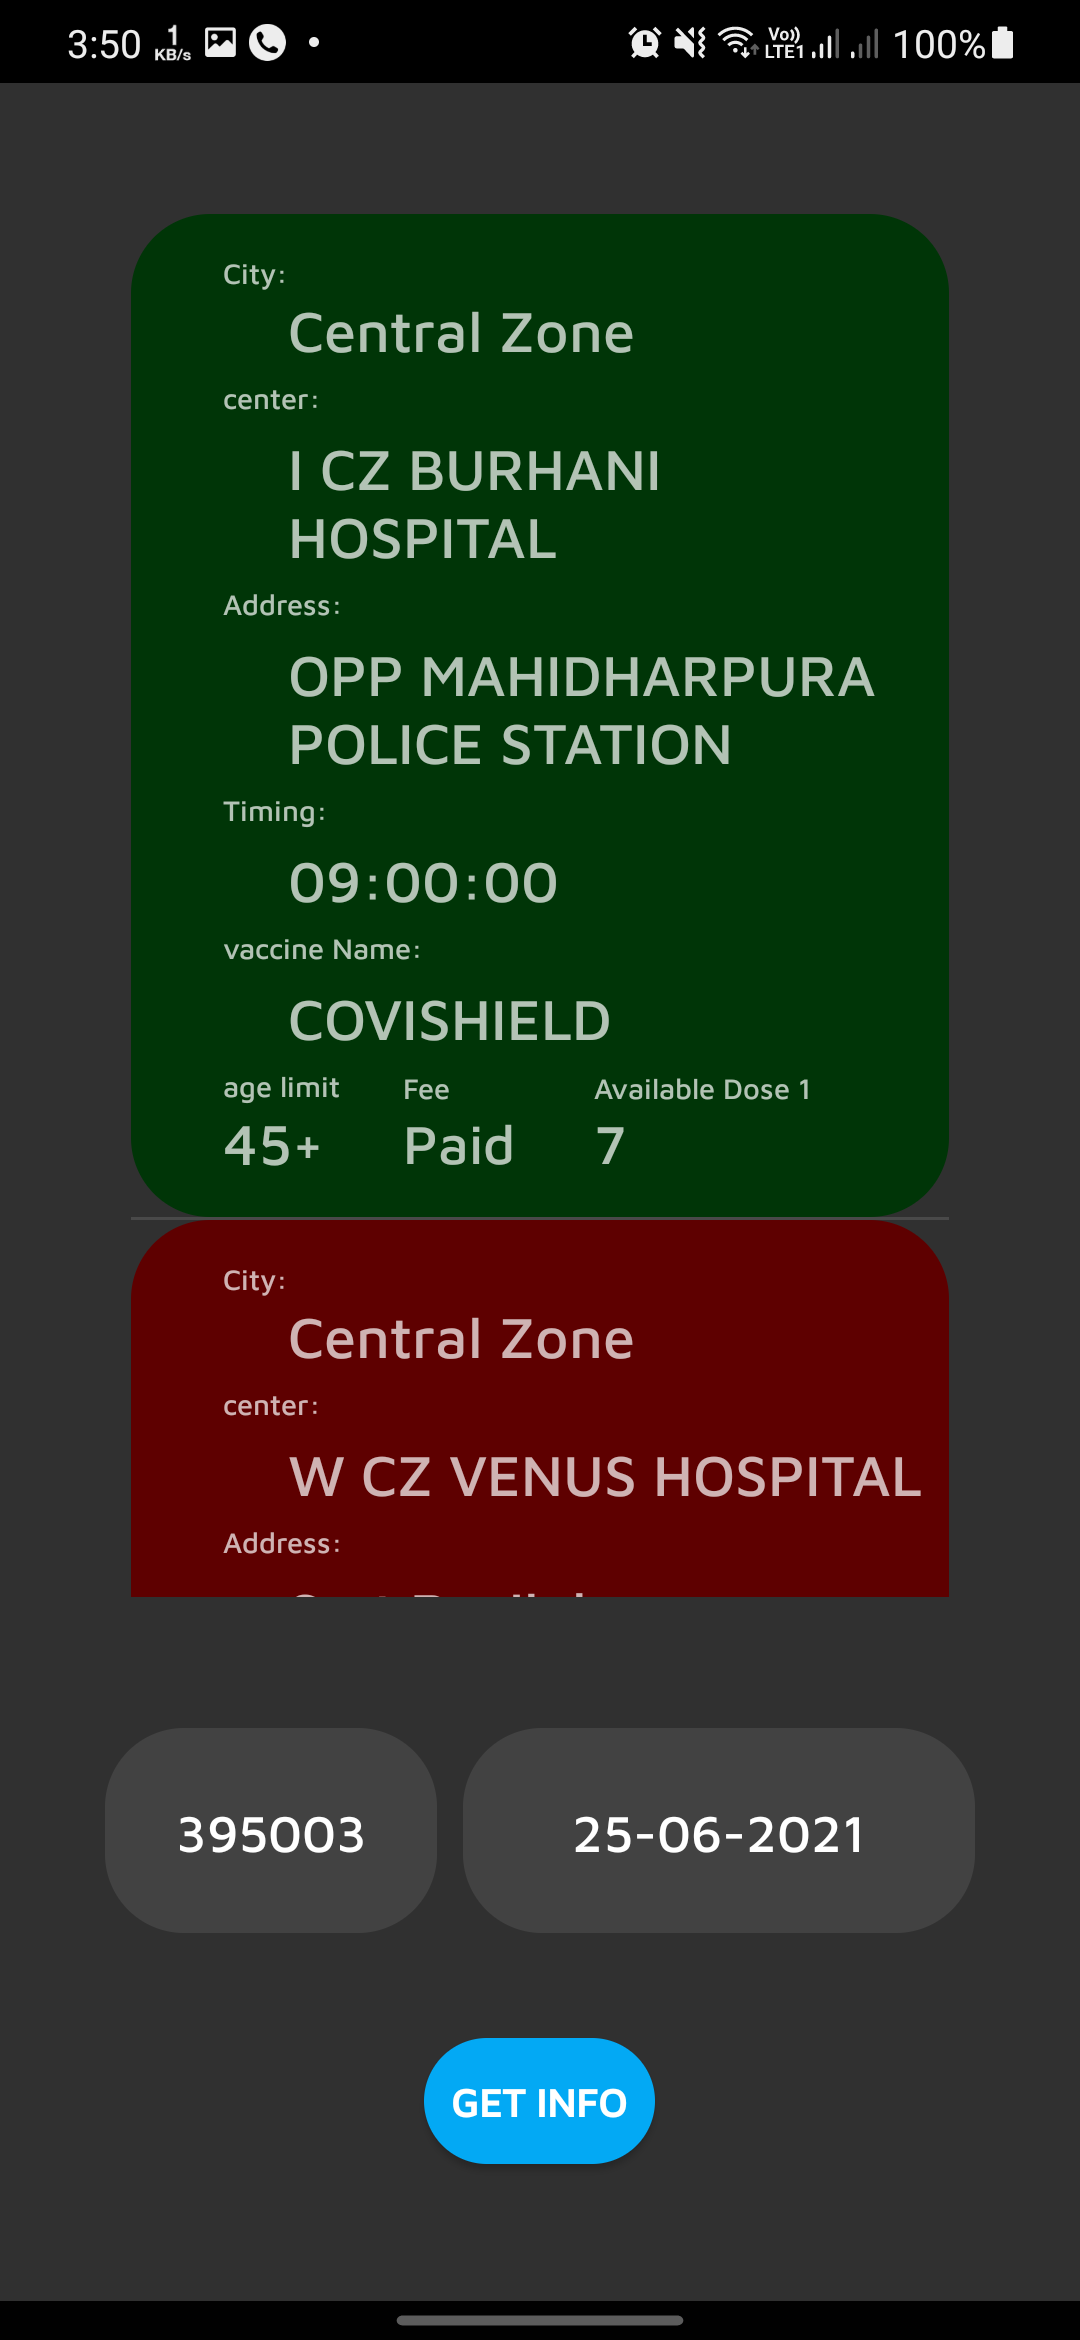 3:50 1 KB/s Vo)) LTE1 100%
City:
Central Zone
center:
I CZ BURHANI
HOSPITAL
Address:
OPP MAHIDHARPURA
POLICE STATION
Timing:
09:00:00
vaccine Name:
COVISHIELD
age limit Fee Available Dose 1
45+ Paid 7
City:
Central Zone
center:
W CZ VENUS HOSPITAL
Address:
395003 25-06-2021
GET INFO